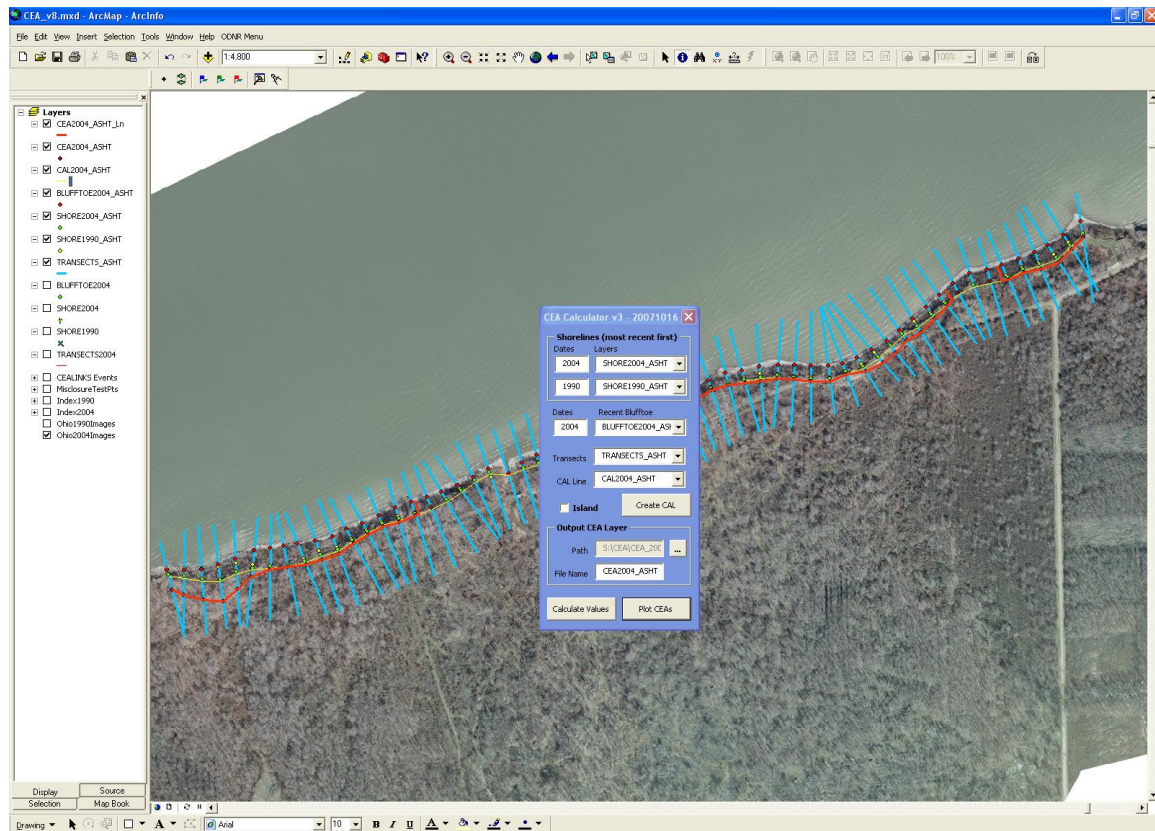 CEA_v8.mxd - ArcMap - ArcInfo
File Edit View Insert Selection Tools Window Help ODNR Menu
1:4,800
100%
Layers
CEA2004_ASHT_Ln
CEA2004_ASHT
CAL2004_ASHT
BLUFFTOE2004_ASHT
SHORE2004_ASHT
SHORE1990_ASHT
TRANSECTS_ASHT
BLUFFTOE2004
SHORE2004
SHORE1990
TRANSECTS2004
CEALINKS Events
MisclosureTestPts
Index1990
Index2004
Ohio1990Images
Ohio2004Images
CEA Calculator v3 - 20071016
Shorelines (most recent first)
Dates Layers
2004 SHORE2004_ASHT
1990 SHORE1990_ASHT
Dates Recent Blufftoe
2004 BLUFFTOE2004_ASH
Transects TRANSECTS_ASHT
CAL Line CAL2004_ASHT
Island Create CAL
Output CEA Layer
Path S:\CEA\CEA_200 ...
File Name CEA2004_ASHT
Calculate Values Plot CEAs
Display Source
Selection Map Book
Drawing A Arial 10 B I U A